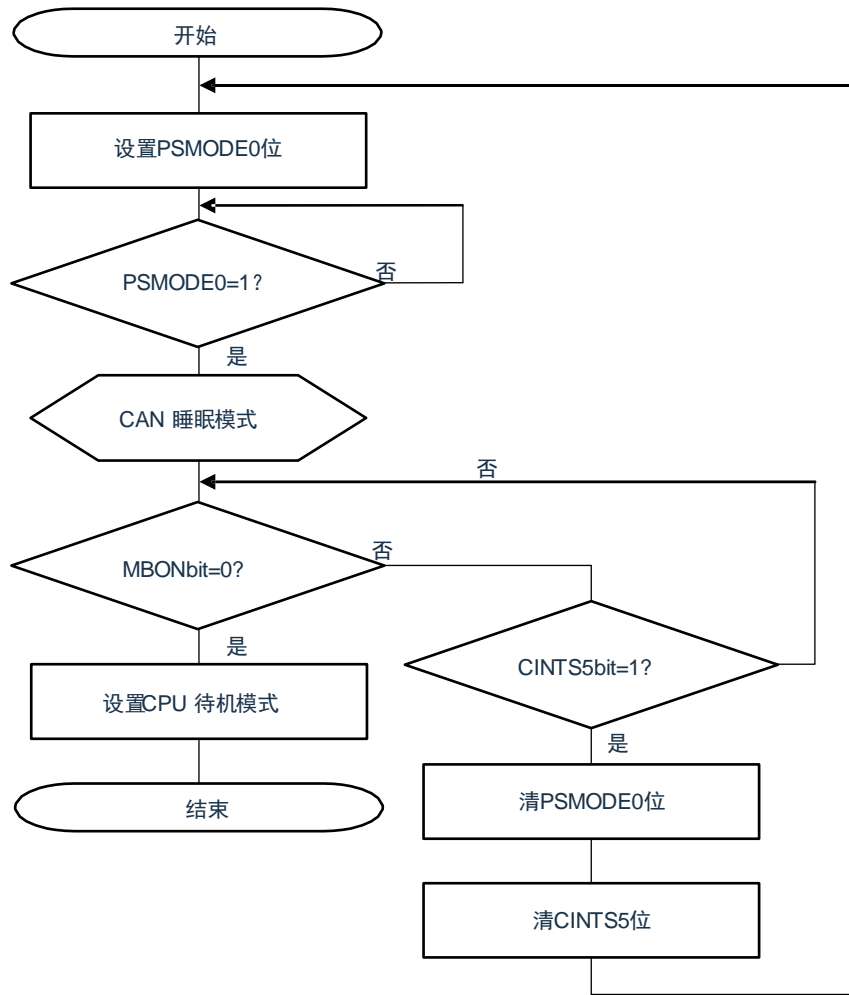 开始
设置PSMODE0位
PSMODE0=1?
否
是
CAN 睡眠模式
否
MBONbit=0?
否
是
CINTS5bit=1?
设置CPU 待机模式
是
清PSMODE0位
结束
清CINTS5位